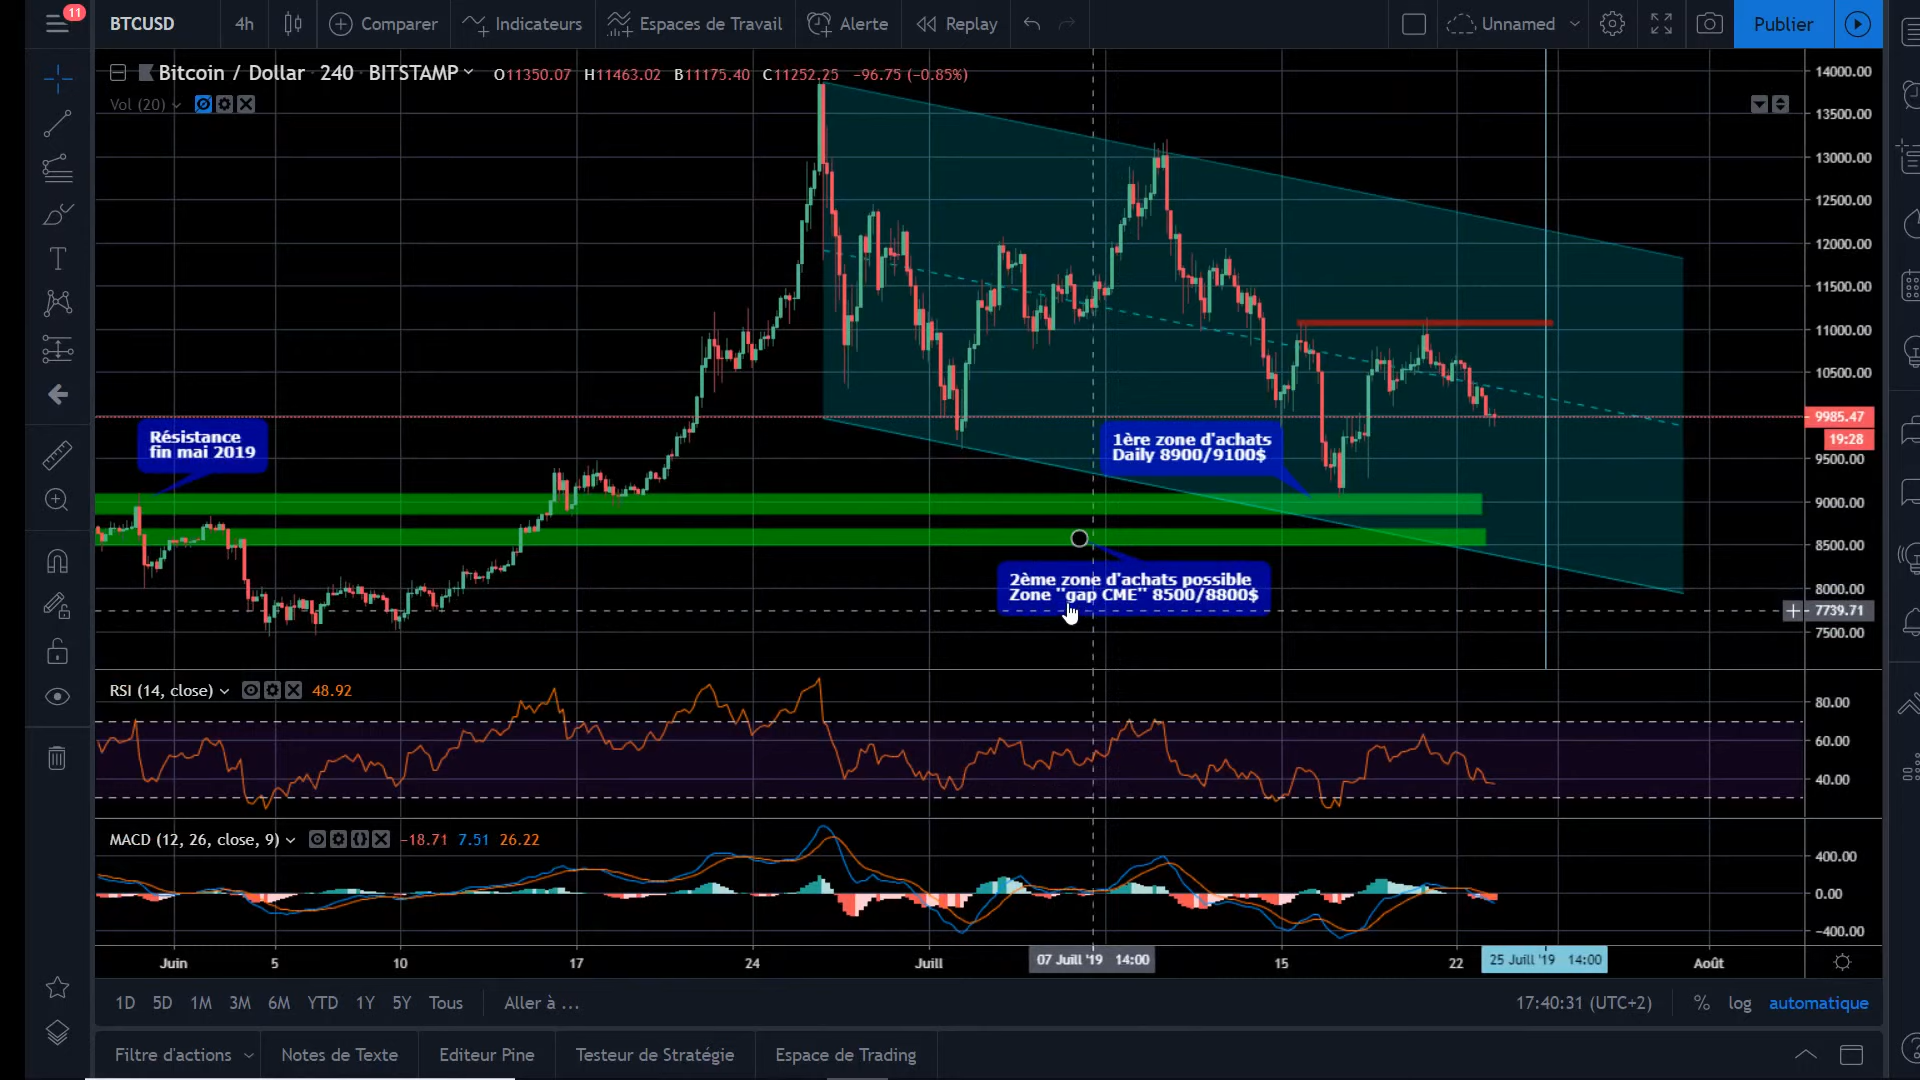 11
BTCUSD
4h
Comparer
Indicateurs
Espaces de Travail
Alerte
Replay
Unnamed
Publier
Bitcoin / Dollar 240 BITSTAMP
O11350.07 H11463.02 B11175.40 C11252.25 −96.75 (−0.85%)
Vol (20)
14000.00
13500.00
13000.00
12500.00
12000.00
11500.00
11000.00
10500.00
9985.47
19:28
9500.00
9000.00
8500.00
8000.00
7739.71
7500.00
Résistance
fin mai 2019
1ère zone d'achats
Daily 8900/9100$
2ème zone d'achats possible
Zone "gap CME" 8500/8800$
RSI (14, close)
48.92
80.00
60.00
40.00
MACD (12, 26, close, 9)
−18.71 7.51 26.22
400.00
0.00
−400.00
Juin
5
10
17
24
Juill
07 Juill '19 14:00
15
22
25 Juill '19 14:00
Août
1D
5D
1M
3M
6M
YTD
1Y
5Y
Tous
Aller à ...
17:40:31 (UTC+2)
%
log
automatique
Filtre d'actions
Notes de Texte
Editeur Pine
Testeur de Stratégie
Espace de Trading